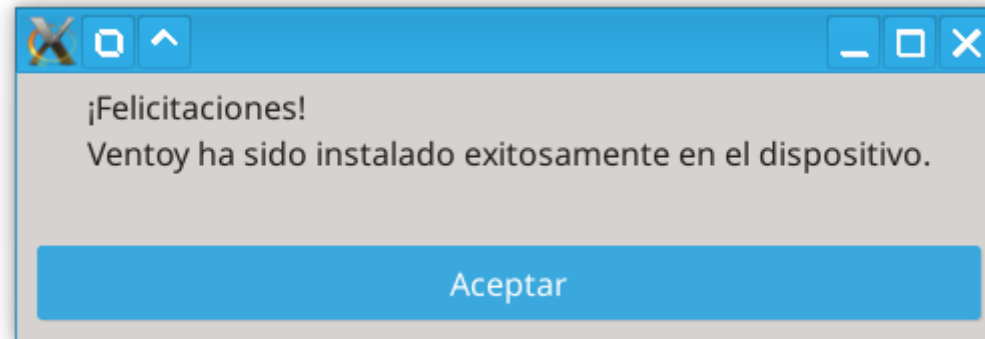 ¡Felicitaciones!
Ventoy ha sido instalado exitosamente en el dispositivo.
Aceptar